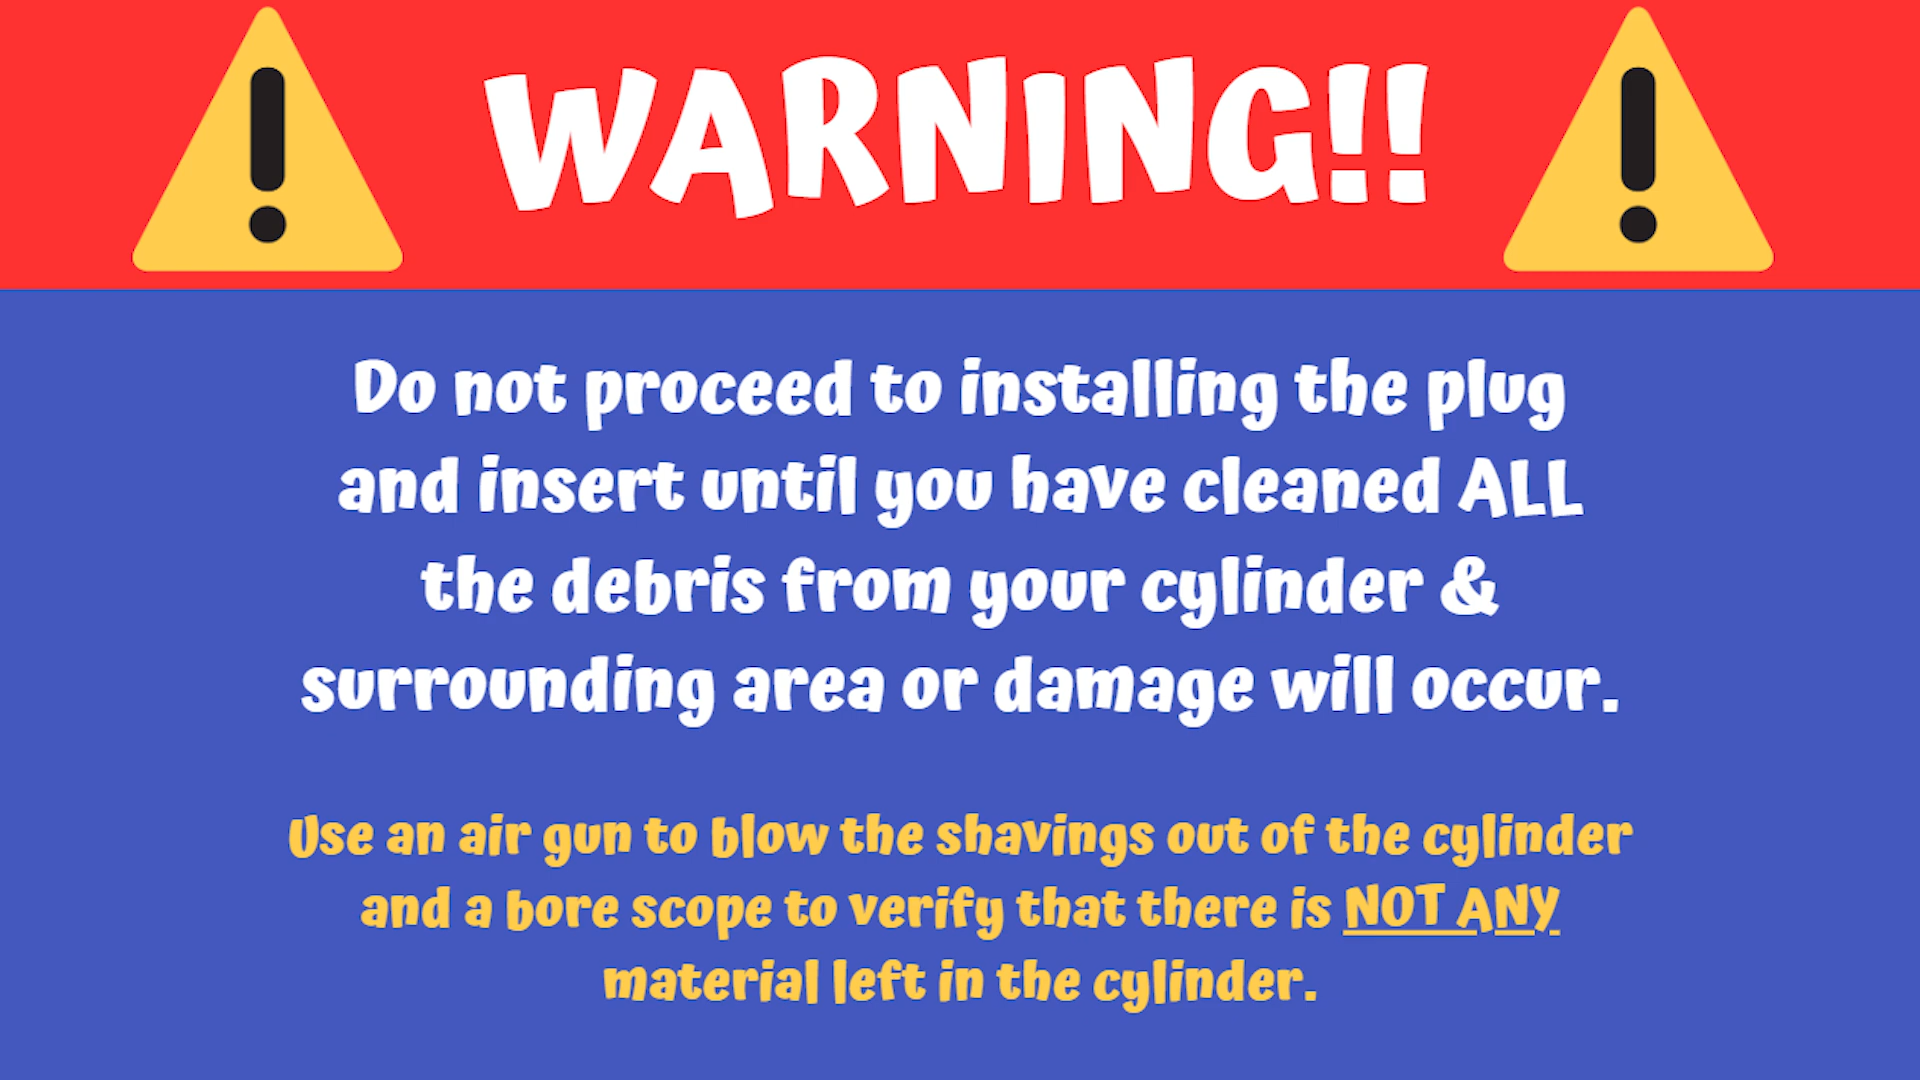 WARNING!!
Do not proceed to installing the plug
and insert until you have cleaned ALL
the debris from your cylinder &
surrounding area or damage will occur.
Use an air gun to blow the shavings out of the cylinder
and a bore scope to verify that there is NOT ANY
material left in the cylinder.